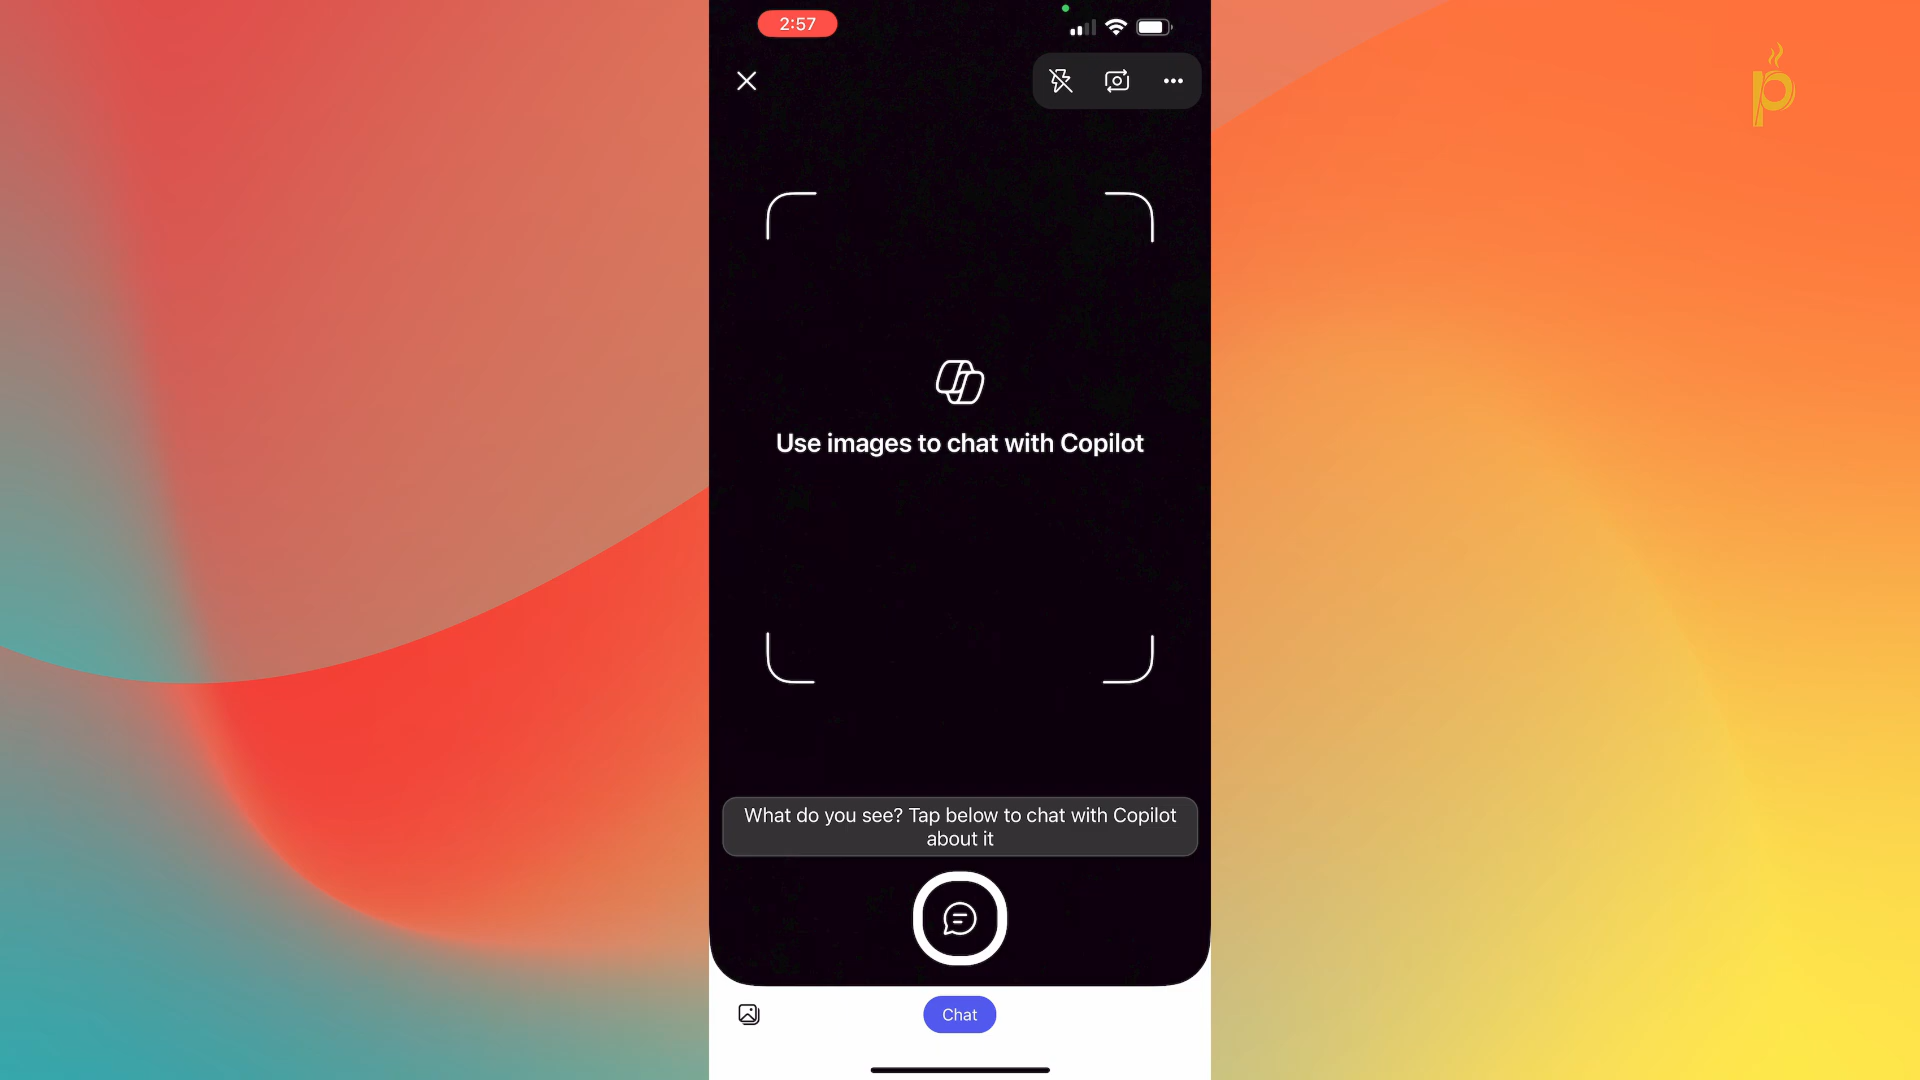 2:57
Use images to chat with Copilot
What do you see? Tap below to chat with Copilot
about it
Chat